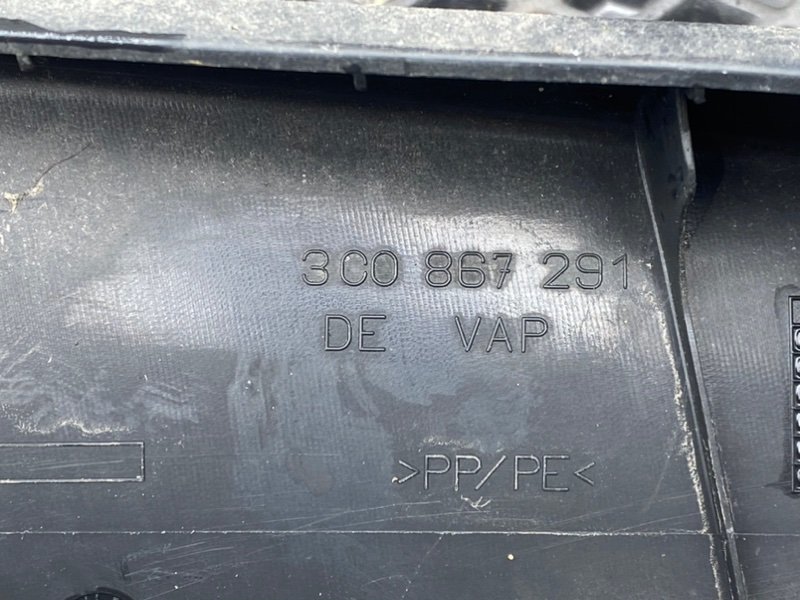 3C0 867 291
DE VAP
>PP/PE<